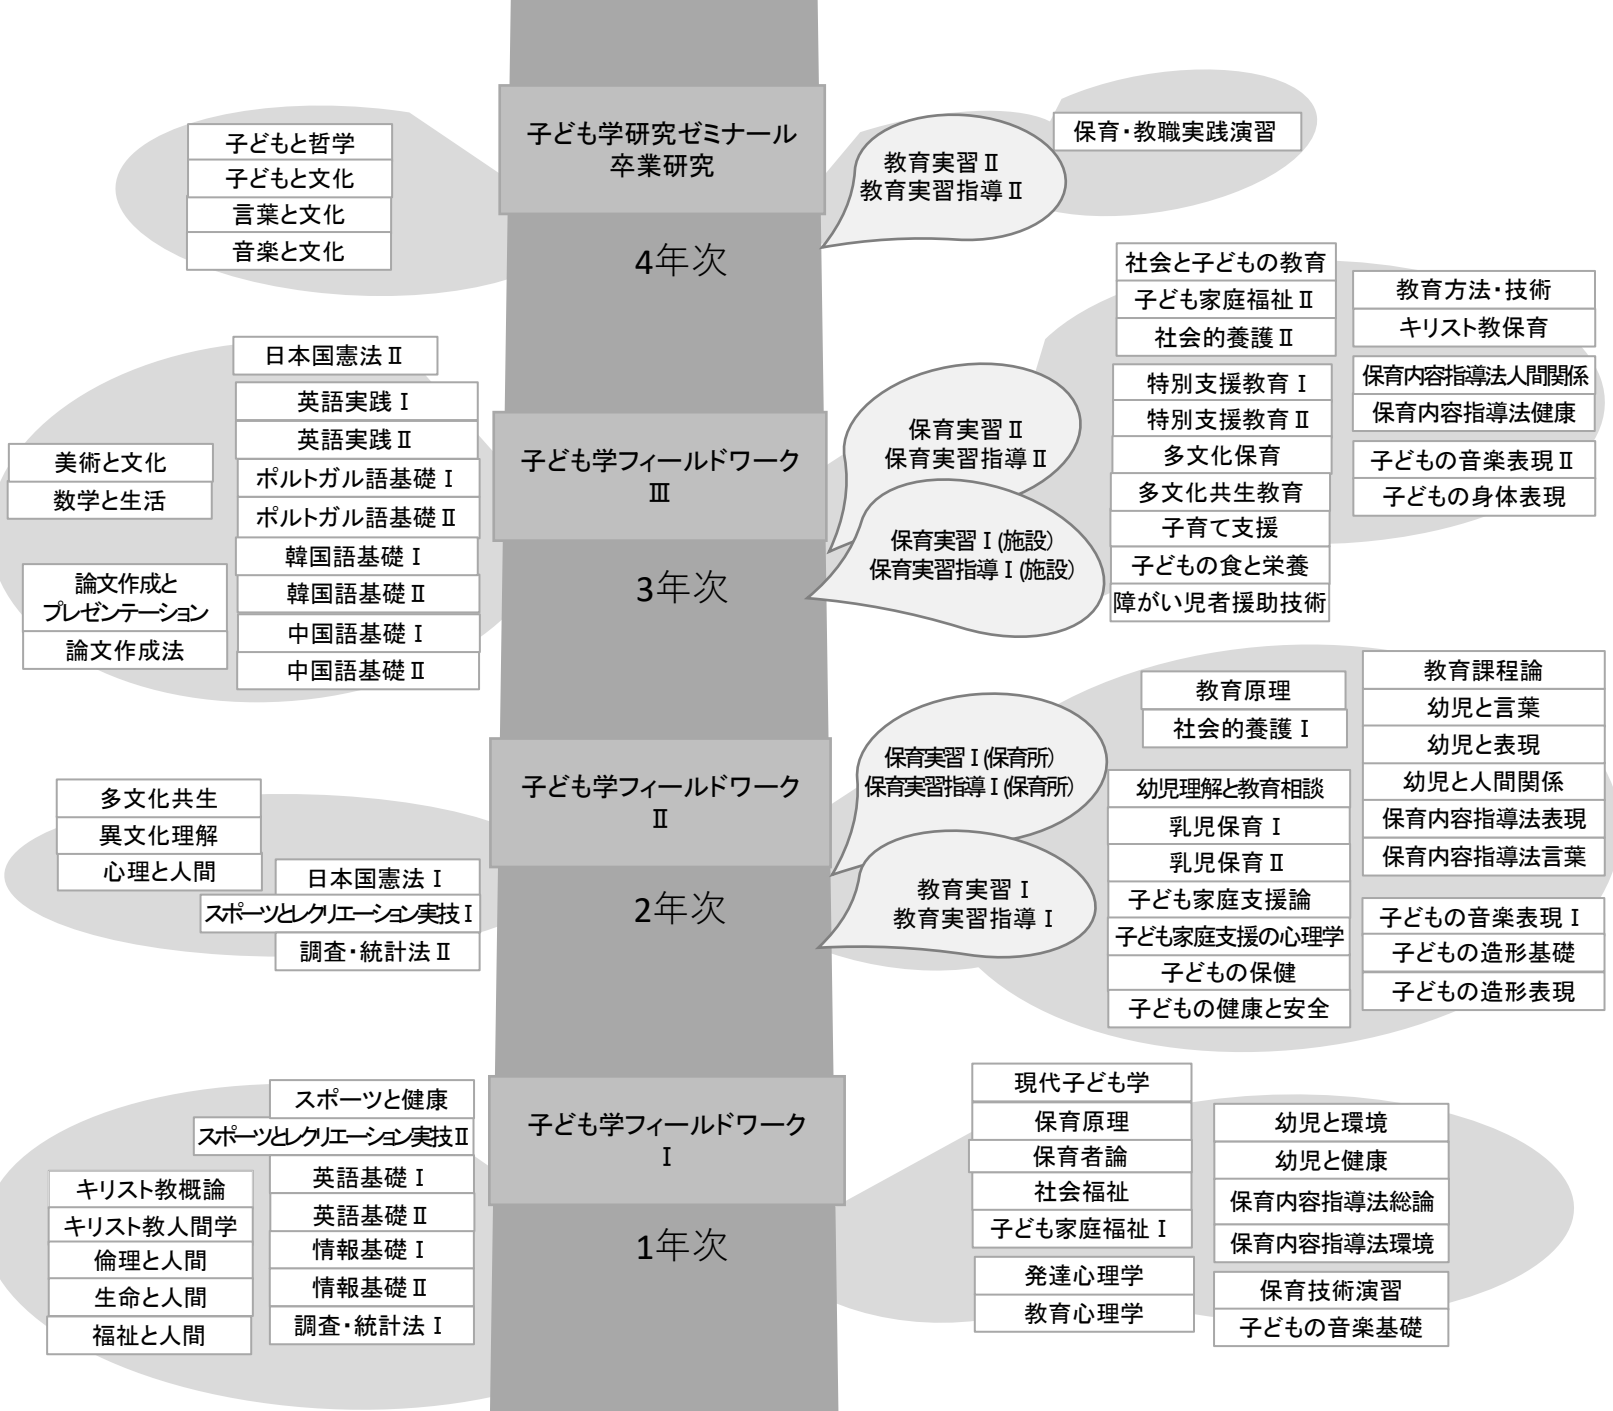 子どもと哲学
子どもと文化
言葉と文化
音楽と文化
子ども学研究ゼミナール
卒業研究
4年次
教育実習Ⅱ
教育実習指導Ⅱ
保育・教職実践演習
日本国憲法Ⅱ
英語実践Ⅰ
英語実践Ⅱ
ポルトガル語基礎Ⅰ
ポルトガル語基礎Ⅱ
韓国語基礎Ⅰ
韓国語基礎Ⅱ
中国語基礎Ⅰ
中国語基礎Ⅱ
美術と文化
数学と生活
論文作成と
プレゼンテーション
論文作成法
子ども学フィールドワーク
Ⅲ
3年次
保育実習Ⅱ
保育実習指導Ⅱ
保育実習Ⅰ(施設)
保育実習指導Ⅰ(施設)
社会と子どもの教育
子ども家庭福祉Ⅱ
社会的養護Ⅱ
特別支援教育Ⅰ
特別支援教育Ⅱ
多文化保育
多文化共生教育
子育て支援
子どもの食と栄養
障がい児者援助技術
教育方法・技術
キリスト教保育
保育内容指導法人間関係
保育内容指導法健康
子どもの音楽表現Ⅱ
子どもの身体表現
多文化共生
異文化理解
心理と人間
日本国憲法Ⅰ
スポーツとレクリエーション実技Ⅰ
調査・統計法Ⅱ
子ども学フィールドワーク
Ⅱ
2年次
保育実習Ⅰ(保育所)
保育実習指導Ⅰ(保育所)
教育実習Ⅰ
教育実習指導Ⅰ
教育原理
社会的養護Ⅰ
幼児理解と教育相談
乳児保育Ⅰ
乳児保育Ⅱ
子ども家庭支援論
子ども家庭支援の心理学
子どもの保健
子どもの健康と安全
教育課程論
幼児と言葉
幼児と表現
幼児と人間関係
保育内容指導法表現
保育内容指導法言葉
子どもの音楽表現Ⅰ
子どもの造形基礎
子どもの造形表現
スポーツと健康
スポーツとレクリエーション実技Ⅱ
英語基礎Ⅰ
英語基礎Ⅱ
情報基礎Ⅰ
情報基礎Ⅱ
調査・統計法Ⅰ
キリスト教概論
キリスト教人間学
倫理と人間
生命と人間
福祉と人間
子ども学フィールドワーク
Ⅰ
1年次
現代子ども学
保育原理
保育者論
社会福祉
子ども家庭福祉Ⅰ
発達心理学
教育心理学
幼児と環境
幼児と健康
保育内容指導法総論
保育内容指導法環境
保育技術演習
子どもの音楽基礎